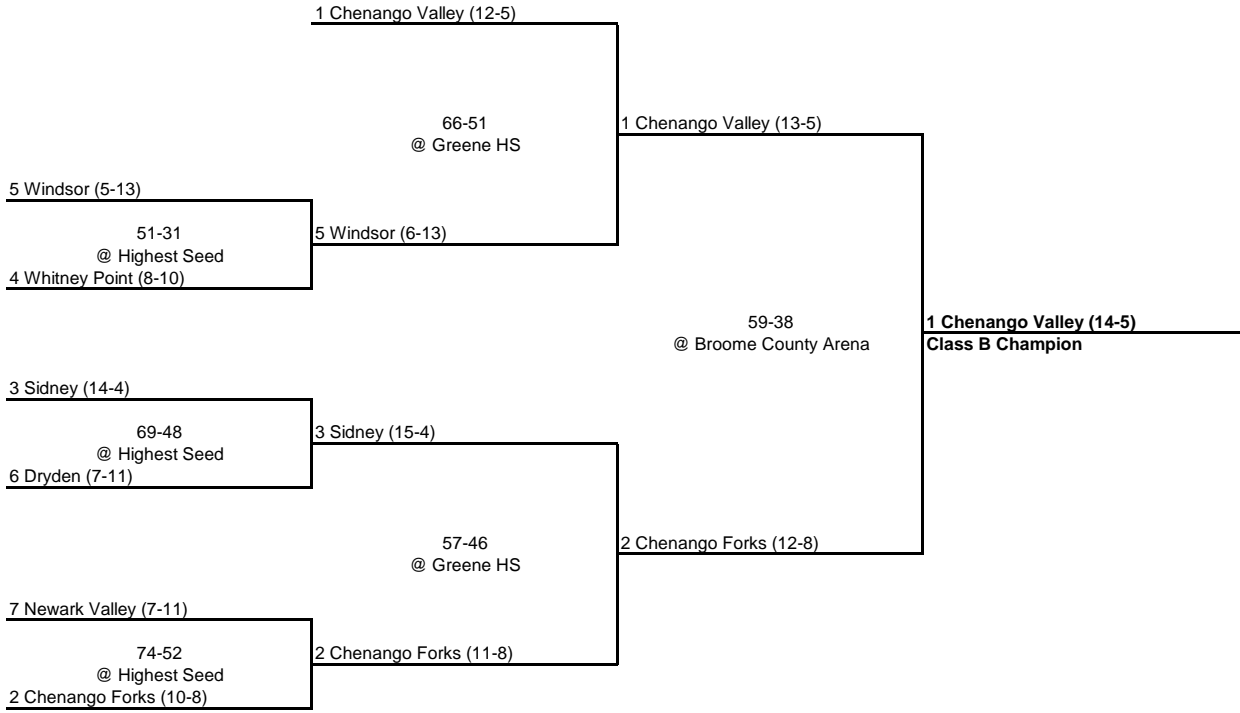 1 Chenango Valley (12-5)
66-51
@ Greene HS
1 Chenango Valley (13-5)
5 Windsor (5-13)
51-31
@ Highest Seed
5 Windsor (6-13)
4 Whitney Point (8-10)
59-38
@ Broome County Arena
1 Chenango Valley (14-5)
Class B Champion
3 Sidney (14-4)
69-48
@ Highest Seed
3 Sidney (15-4)
6 Dryden (7-11)
57-46
@ Greene HS
2 Chenango Forks (12-8)
7 Newark Valley (7-11)
74-52
@ Highest Seed
2 Chenango Forks (11-8)
2 Chenango Forks (10-8)